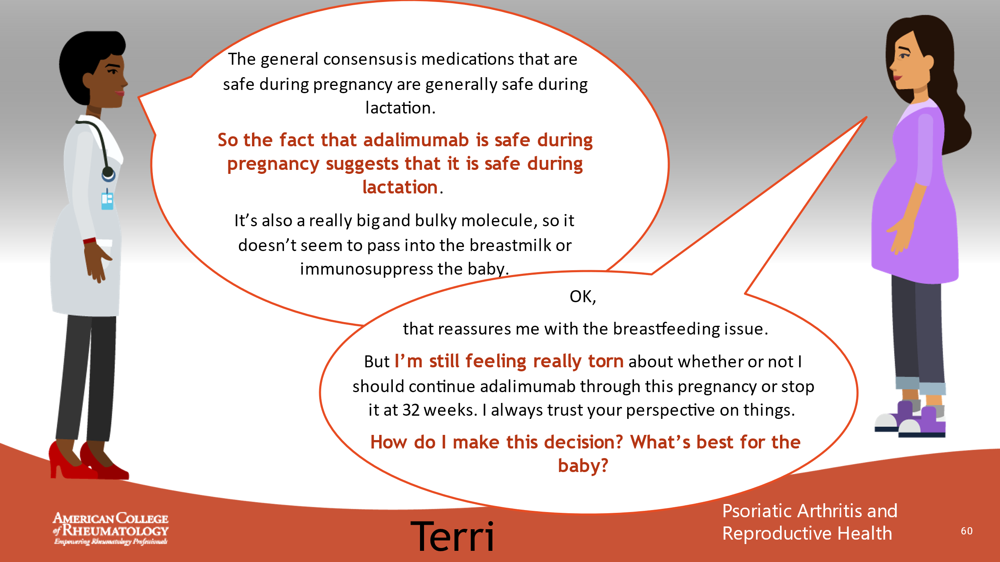 The general consensus is medications that are
safe during pregnancy are generally safe during
lactation.
So the fact that adalimumab is safe during
pregnancy suggests that it is safe during
lactation.
It’s also a really big and bulky molecule, so it
doesn’t seem to pass into the breastmilk or
immunosuppress the baby.
OK,
that reassures me with the breastfeeding issue.
But I’m still feeling really torn about whether or not I
should continue adalimumab through this pregnancy or stop
it at 32 weeks. I always trust your perspective on things.
How do I make this decision? What’s best for the
baby?
AMERICAN COLLEGE
of RHEUMATOLOGY
Empowering Rheumatology Professionals
Terri
Psoriatic Arthritis and
Reproductive Health
60